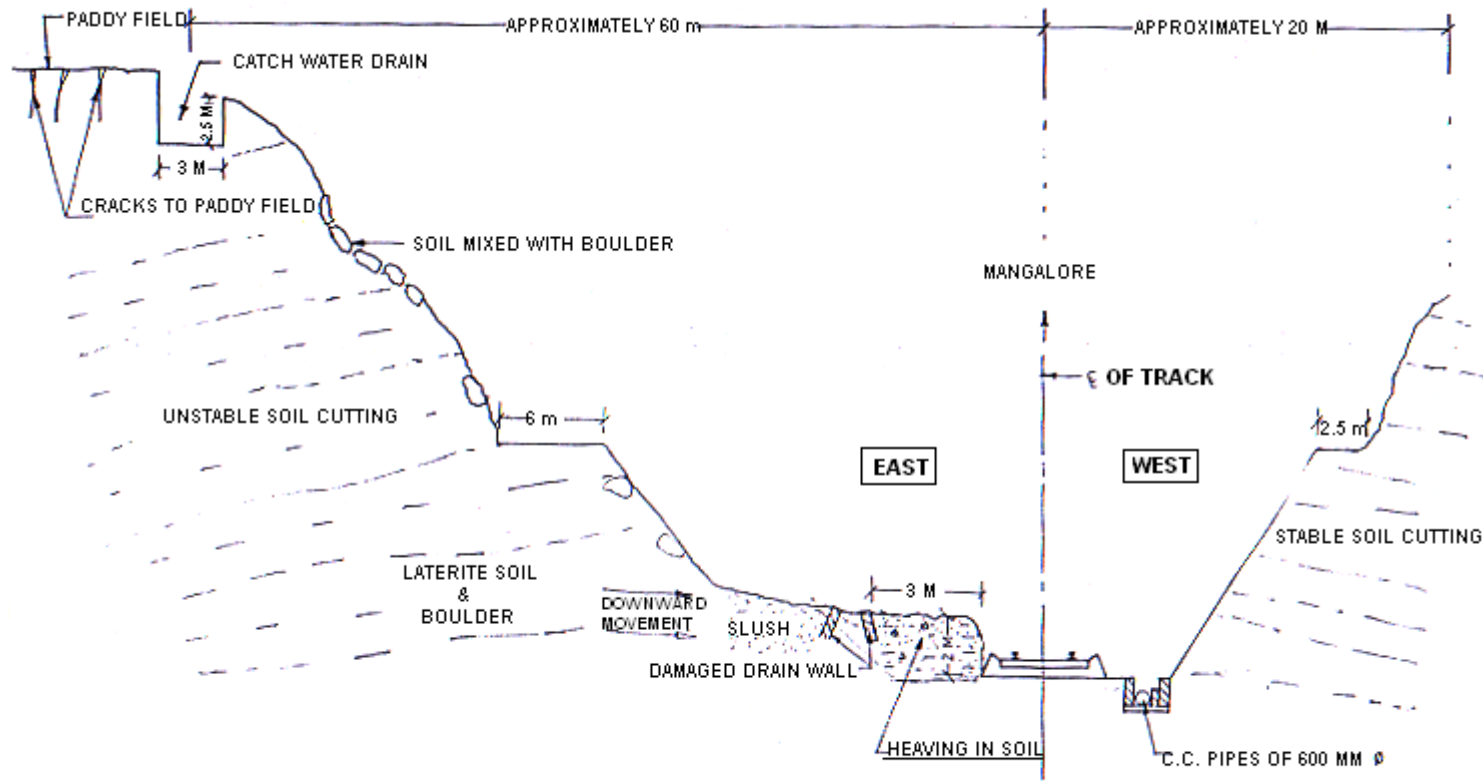 PADDY FIELD
APPROXIMATELY 60 m
APPROXIMATELY 20 M
CATCH WATER DRAIN
2.5 M
3 M
CRACKS TO PADDY FIELD
SOIL MIXED WITH BOULDER
MANGALORE
℄ OF TRACK
UNSTABLE SOIL CUTTING
6 m
2.5 m
EAST
WEST
STABLE SOIL CUTTING
LATERITE SOIL
&
BOULDER
DOWNWARD
MOVEMENT
3 M
SLUSH
2 M
DAMAGED DRAIN WALL
HEAVING IN SOIL
C.C. PIPES OF 600 MM Ø